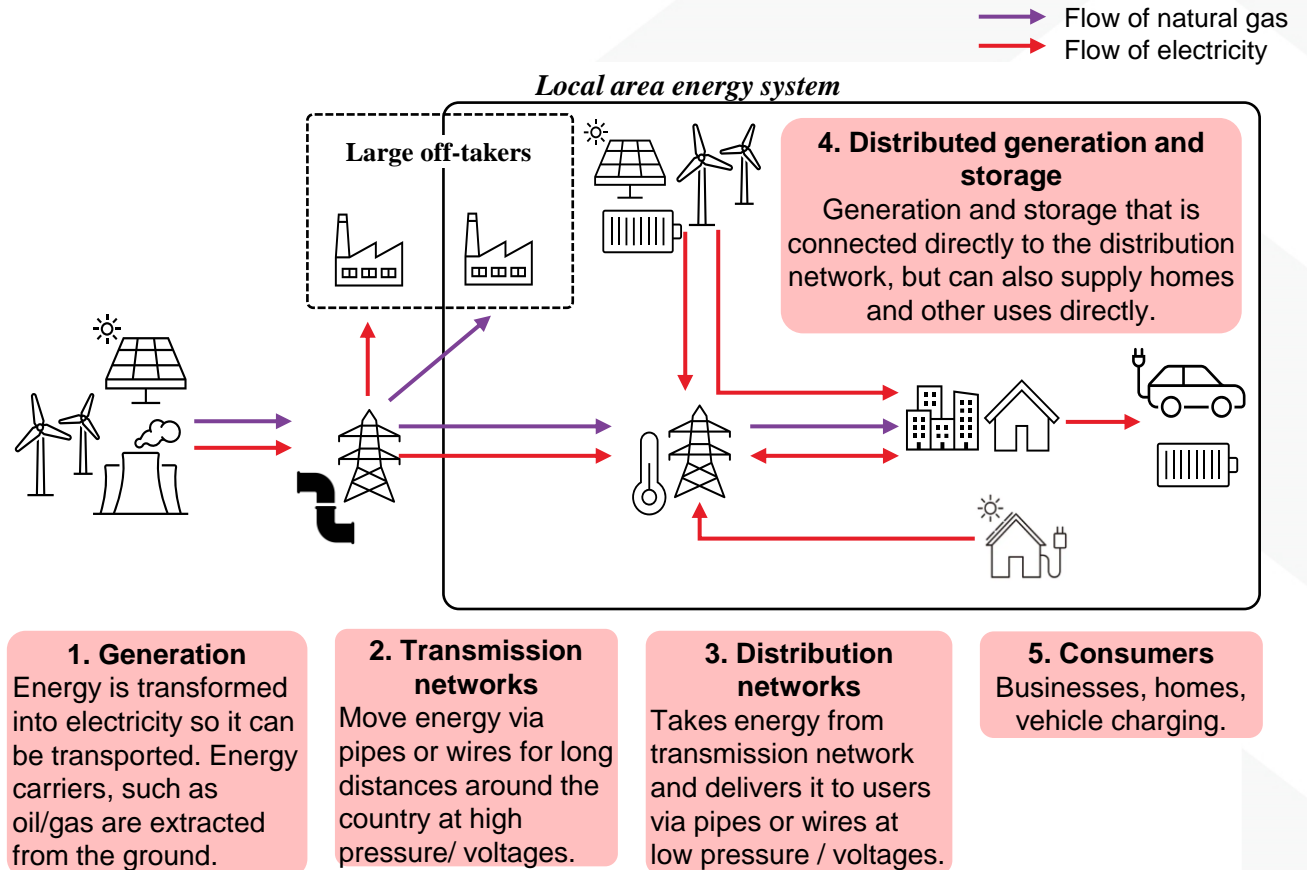 Flow of natural gas
Flow of electricity
Local area energy system
Large off-takers
4. Distributed generation and
storage
Generation and storage that is
connected directly to the distribution
network, but can also supply homes
and other uses directly.
1. Generation
Energy is transformed
into electricity so it can
be transported. Energy
carriers, such as
oil/gas are extracted
from the ground.
2. Transmission
networks
Move energy via
pipes or wires for long
distances around the
country at high
pressure/ voltages.
3. Distribution
networks
Takes energy from
transmission network
and delivers it to users
via pipes or wires at
low pressure / voltages.
5. Consumers
Businesses, homes,
vehicle charging.